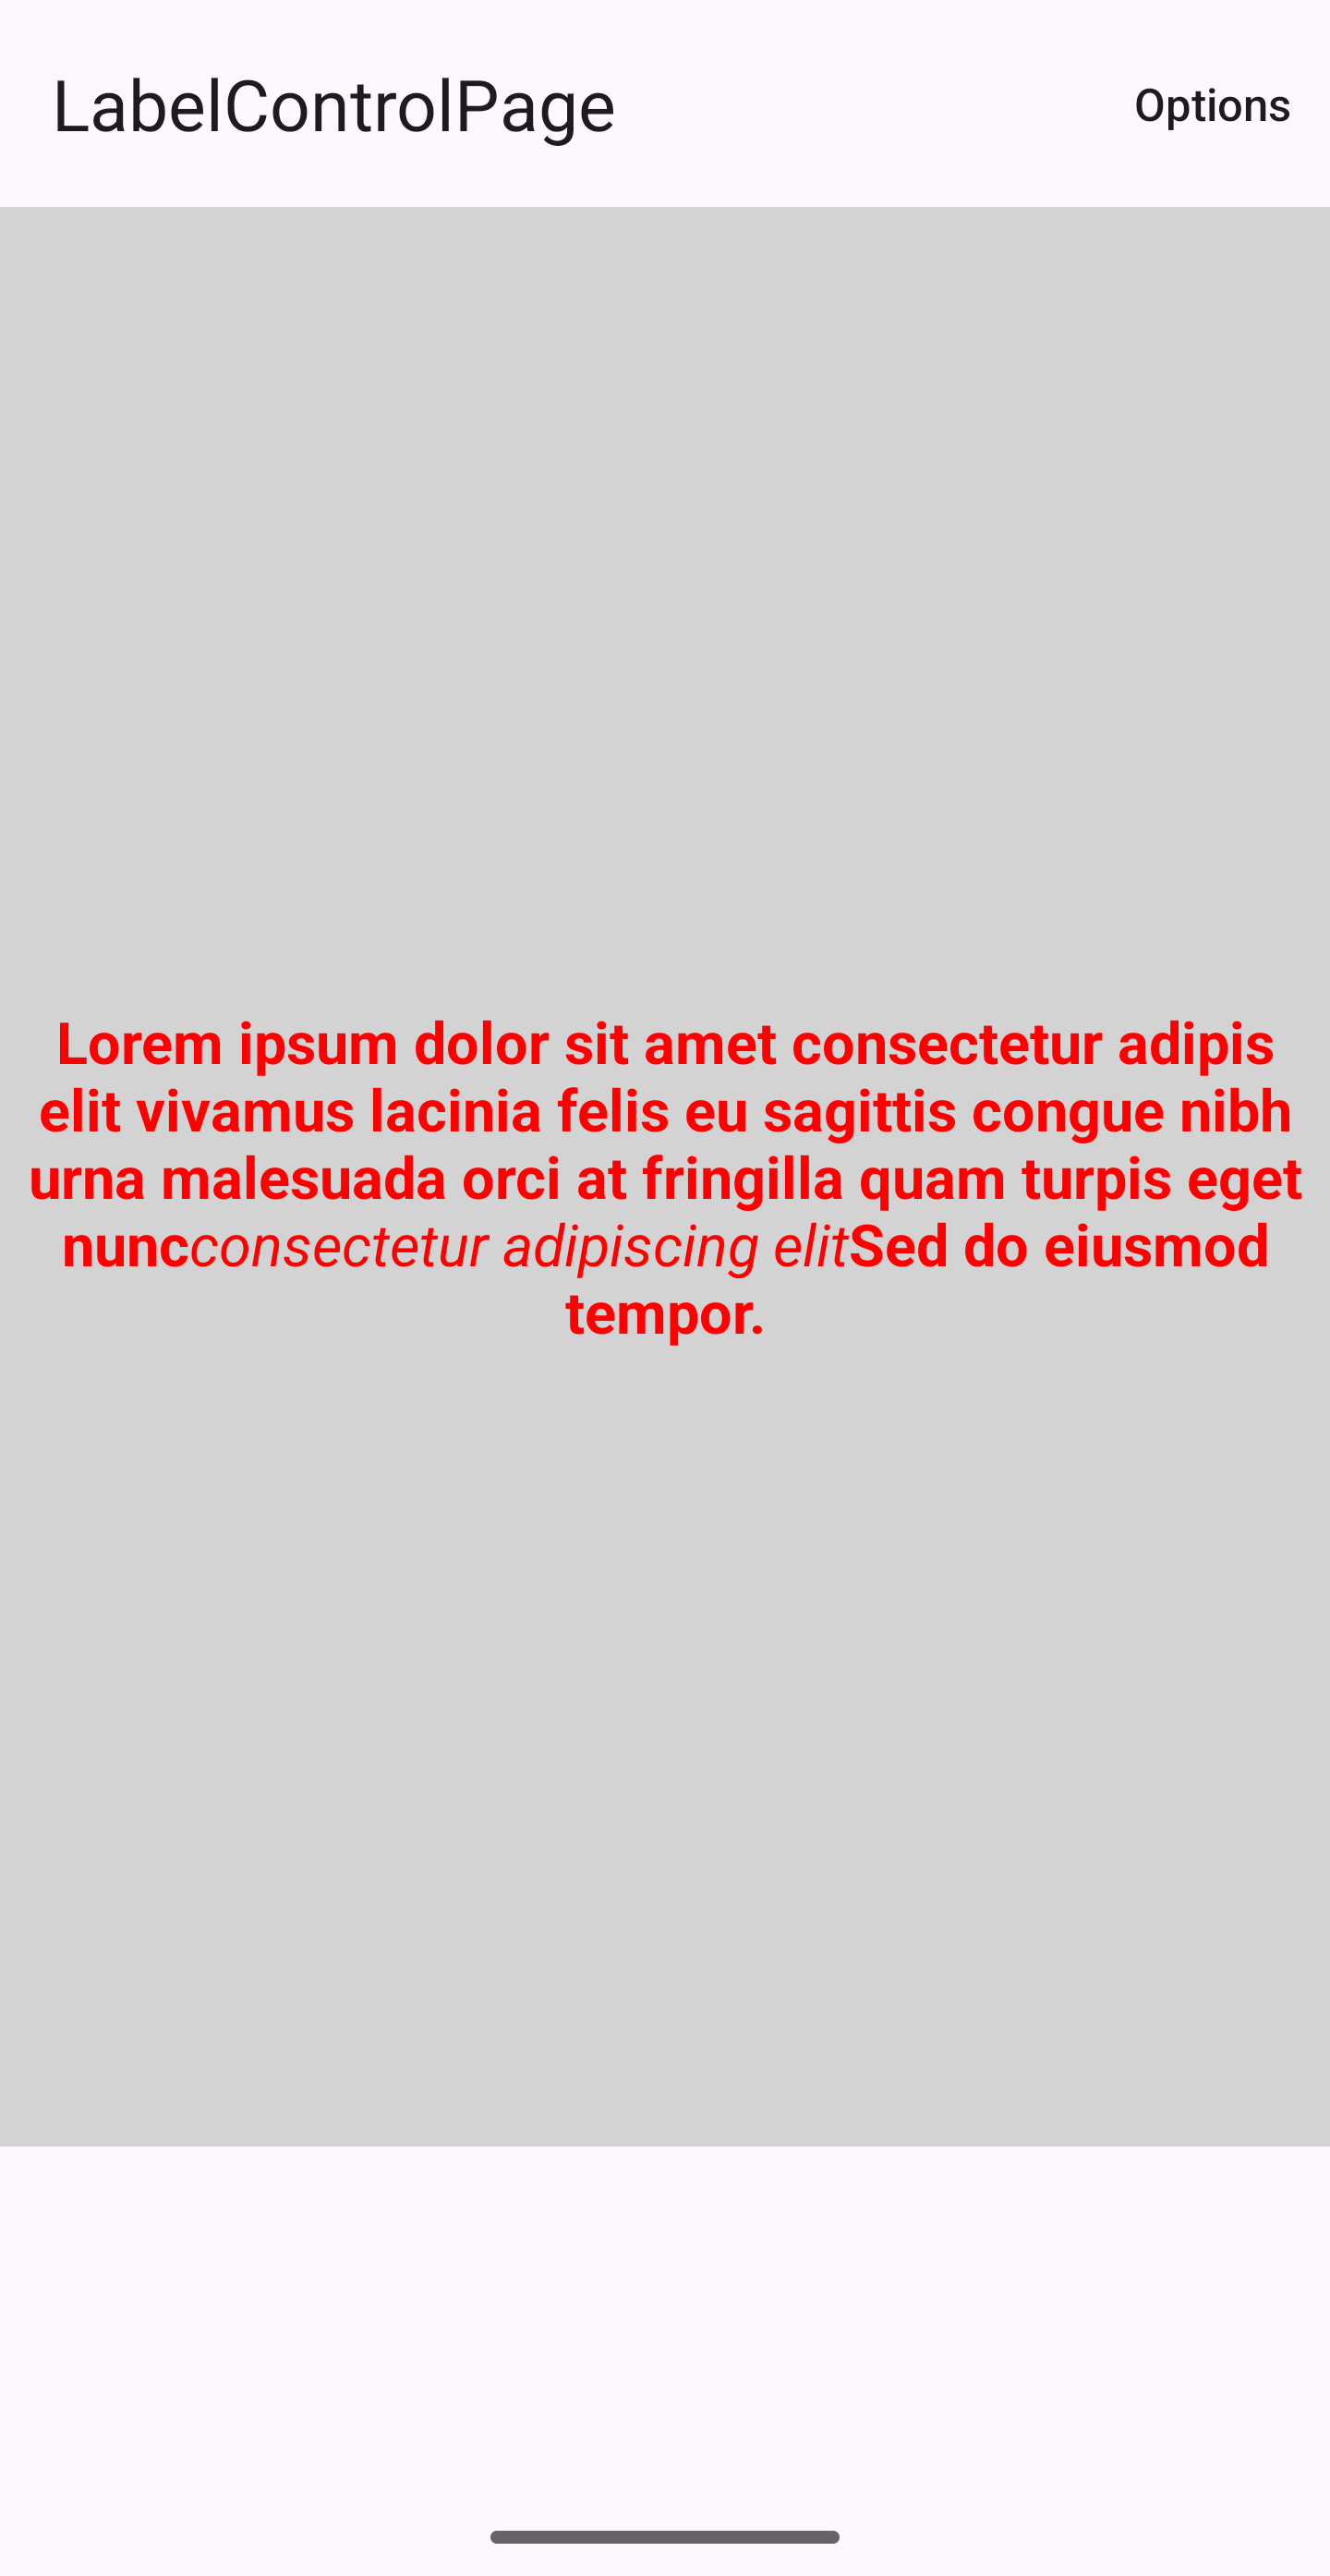 LabelControlPage
Options
Lorem ipsum dolor sit amet consectetur adipis
elit vivamus lacinia felis eu sagittis congue nibh
urna malesuada orci at fringilla quam turpis eget
nuncconsectetur adipiscing elitSed do eiusmod
tempor.